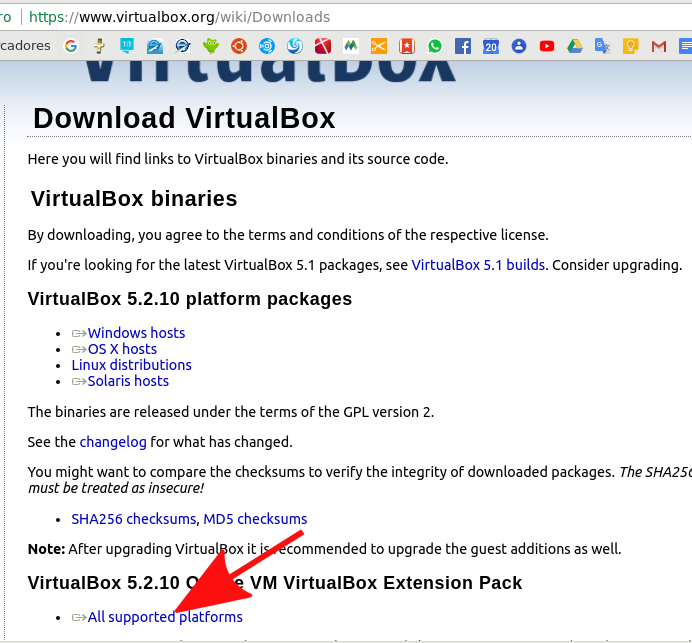 ro https://www.virtualbox.org/wiki/Downloads
cadores 1:1 20
VirtualBox
Download VirtualBox
Here you will find links to VirtualBox binaries and its source code.
VirtualBox binaries
By downloading, you agree to the terms and conditions of the respective license.
If you're looking for the latest VirtualBox 5.1 packages, see VirtualBox 5.1 builds. Consider upgrading.
VirtualBox 5.2.10 platform packages
Windows hosts
OS X hosts
Linux distributions
Solaris hosts
The binaries are released under the terms of the GPL version 2.
See the changelog for what has changed.
You might want to compare the checksums to verify the integrity of downloaded packages. The SHA256
must be treated as insecure!
SHA256 checksums, MD5 checksums
Note: After upgrading VirtualBox it is recommended to upgrade the guest additions as well.
VirtualBox 5.2.10 O e VM VirtualBox Extension Pack
All supported platforms